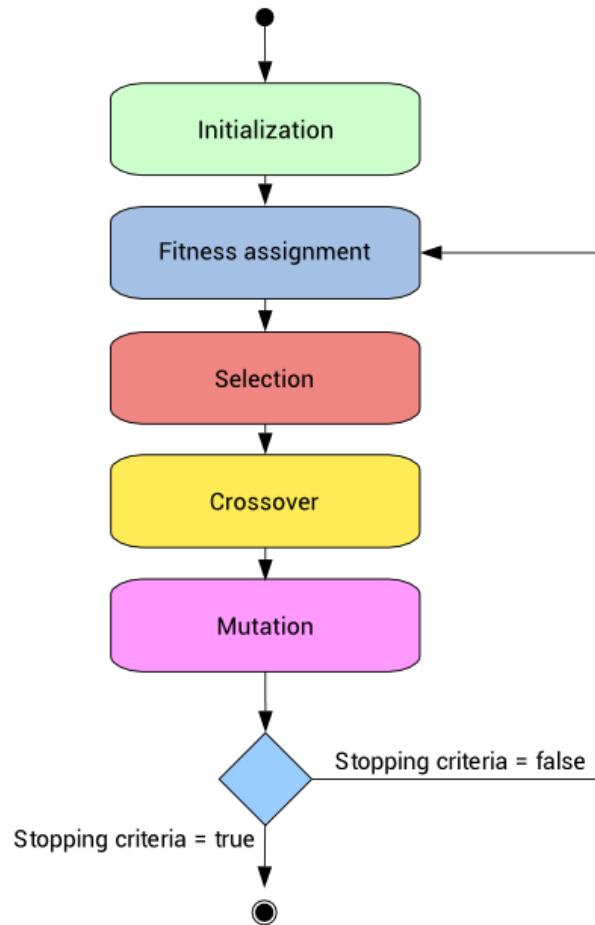 Initialization
Fitness assignment
Selection
Crossover
Mutation
Stopping criteria = false
Stopping criteria = true